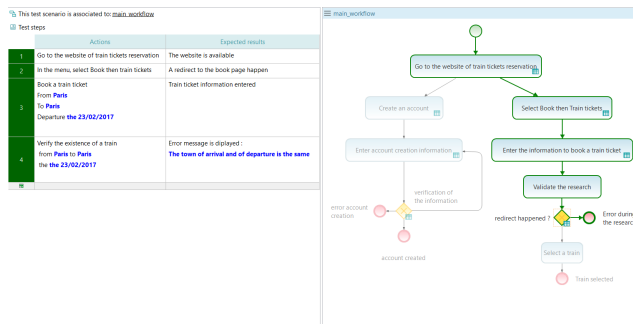 This test scenario is associated to: main_workflow
Test steps
Actions
Expected results
1
Go to the website of train tickets reservation
The website is available
2
In the menu, select Book then train tickets
A redirect to the book page happen
3
Book a train ticket
From Paris
To Paris
Departure the 23/02/2017
Train ticket information entered
4
Verify the existence of a train
from Paris to Paris
the the 23/02/2017
Error message is diplayed :
The town of arrival and of departure is the same
main_workflow
Go to the website of train tickets reservation
Create an account
Select Book then Train tickets
Enter account creation information
Enter the information to book a train ticket
Validate the research
verification of
the information
error account
creation
redirect happened ?
Error during
the research
account created
Select a train
Train selected